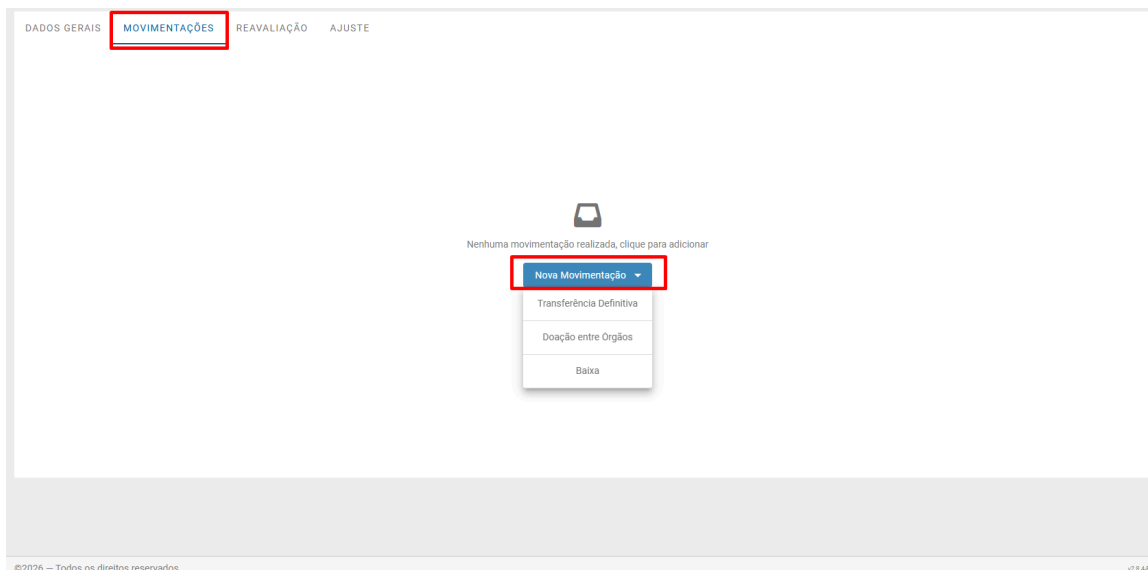 DADOS GERAIS MOVIMENTAÇÕES REAVALIAÇÃO AJUSTE
Nenhuma movimentação realizada, clique para adicionar
Nova Movimentação
Transferência Definitiva
Doação entre Órgãos
Baixa
©2026 — Todos os direitos reservados